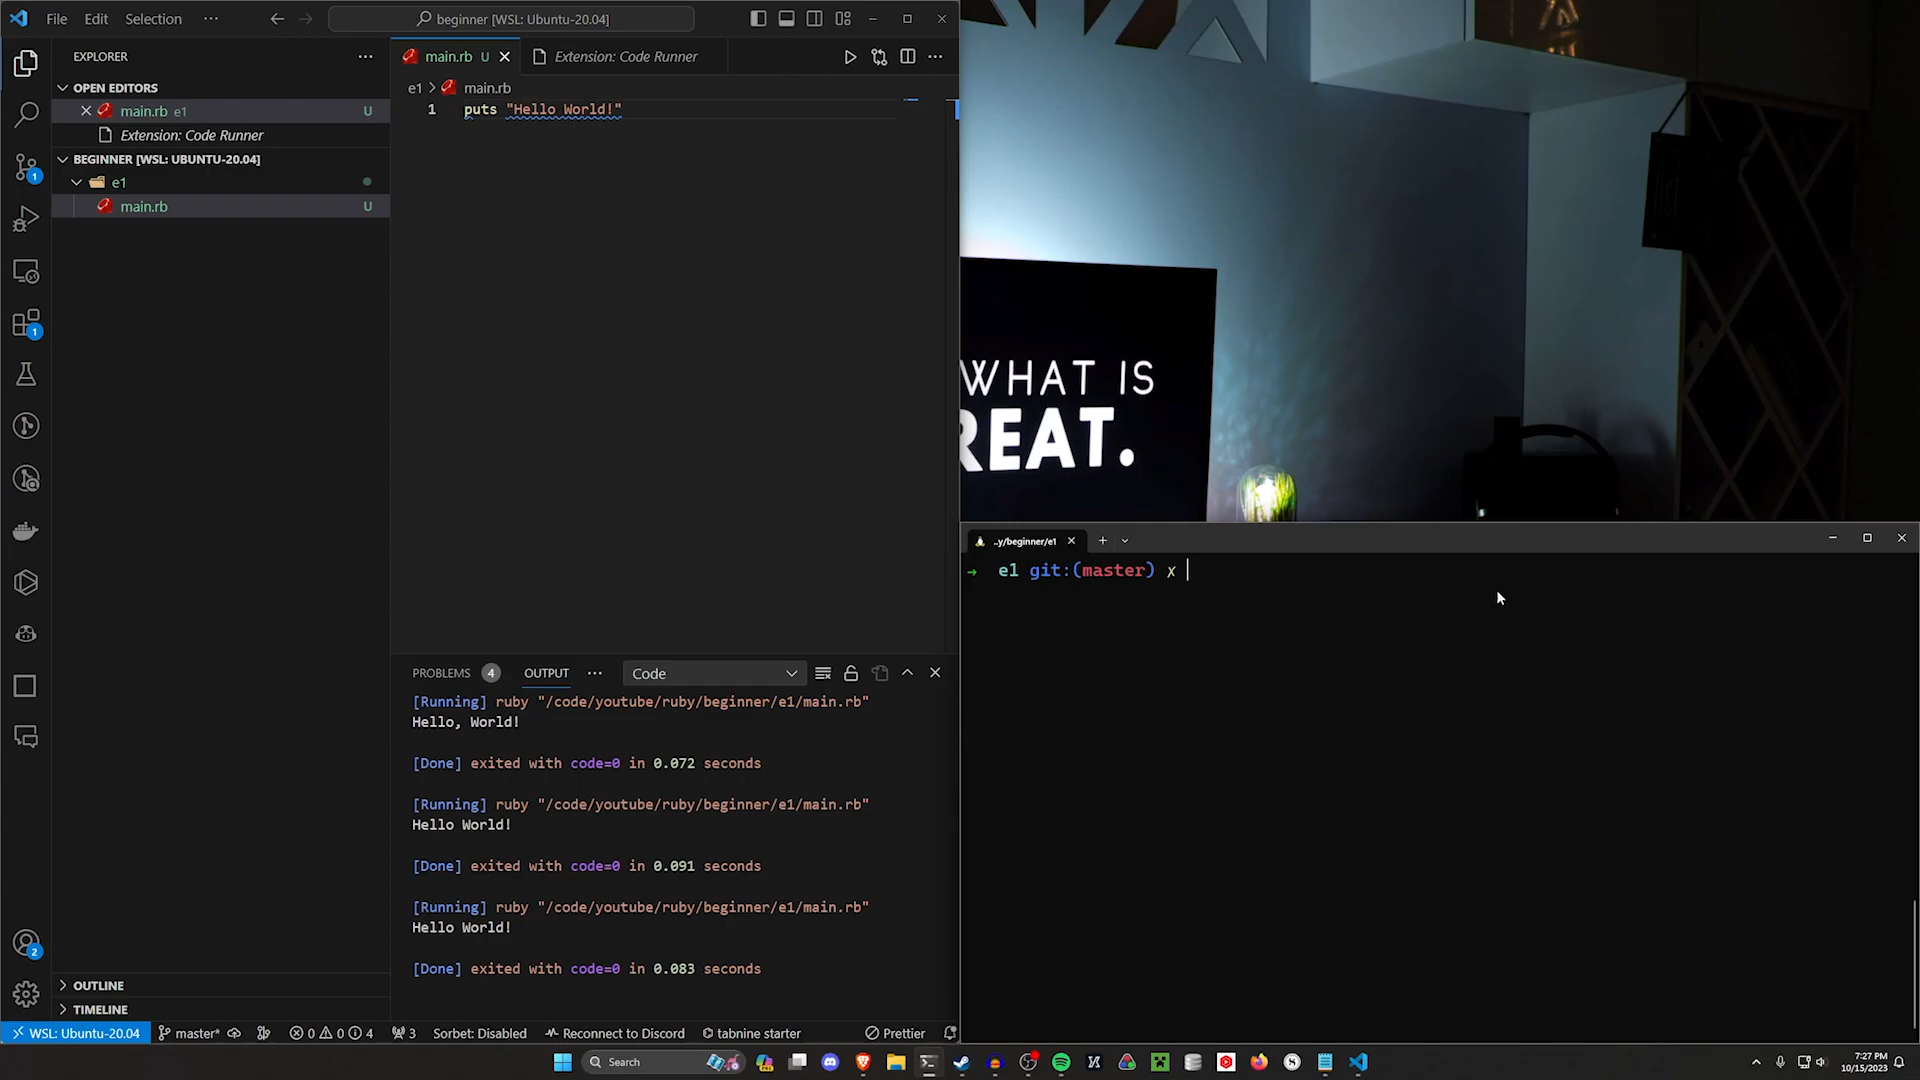 File Edit Selection ···
beginner [WSL: Ubuntu-20.04]
EXPLORER
OPEN EDITORS
main.rb e1 U
Extension: Code Runner
BEGINNER [WSL: UBUNTU-20.04]
e1
main.rb U
OUTLINE
TIMELINE
1
1
2
main.rb U
Extension: Code Runner
e1 > main.rb
1 puts "Hello World!"
PROBLEMS 4 OUTPUT ··· Code
[Running] ruby "/code/youtube/ruby/beginner/e1/main.rb"
Hello, World!
[Done] exited with code=0 in 0.072 seconds
[Running] ruby "/code/youtube/ruby/beginner/e1/main.rb"
Hello World!
[Done] exited with code=0 in 0.091 seconds
[Running] ruby "/code/youtube/ruby/beginner/e1/main.rb"
Hello World!
[Done] exited with code=0 in 0.083 seconds
WSL: Ubuntu-20.04 master* 0 0 4 3 Sorbet: Disabled Reconnect to Discord tabnine starter Prettier
WHAT IS
REAT.
..y/beginner/e1
→ e1 git:(master) ✗
Search
7:27 PM
10/15/2023